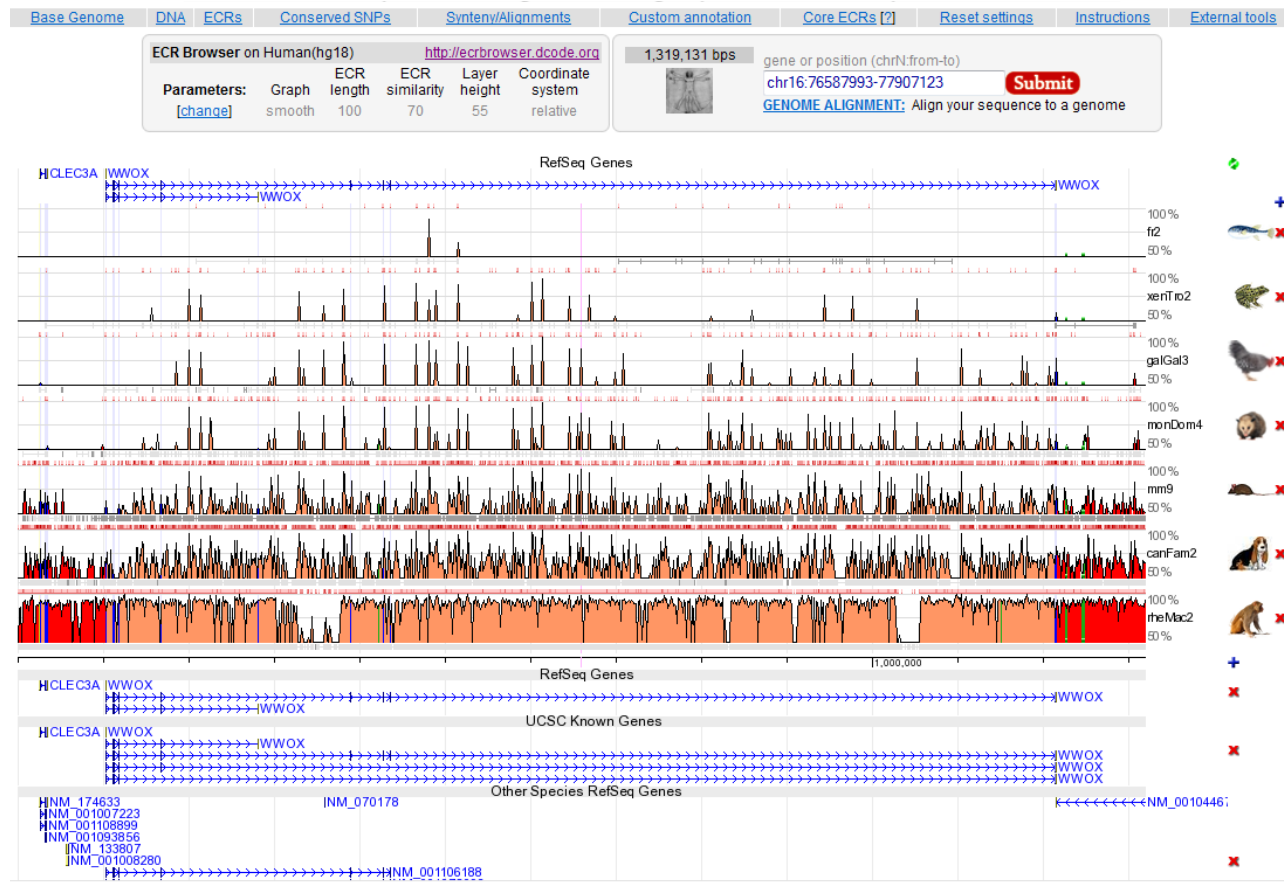 Base Genome DNA ECRs Conserved SNPs Synteny/Alignments Custom annotation Core ECRs [?] Reset settings Instructions External tools
ECR Browser on Human(hg18) http://ecrbrowser.dcode.org
Parameters: Graph ECR length ECR similarity Layer height Coordinate system
[change] smooth 100 70 55 relative
1,319,131 bps
gene or position (chrN:from-to)
chr16:76587993-77907123 Submit
GENOME ALIGNMENT: Align your sequence to a genome
RefSeq Genes
CLEC3A WWOX
WWOX
WWOX
100%
fr2
50%
100%
xenTro2
50%
100%
galGal3
50%
100%
monDom4
50%
100%
mm9
50%
100%
canFam2
50%
100%
rheMac2
50%
1,000,000
RefSeq Genes
CLEC3A WWOX
WWOX
WWOX
UCSC Known Genes
CLEC3A WWOX
WWOX
WWOX
WWOX
WWOX
Other Species RefSeq Genes
NM_174633 NM_070178 NM_00104467
NM_001007223
NM_001108899
NM_001093856
NM_133807
NM_001008280
NM_001106188